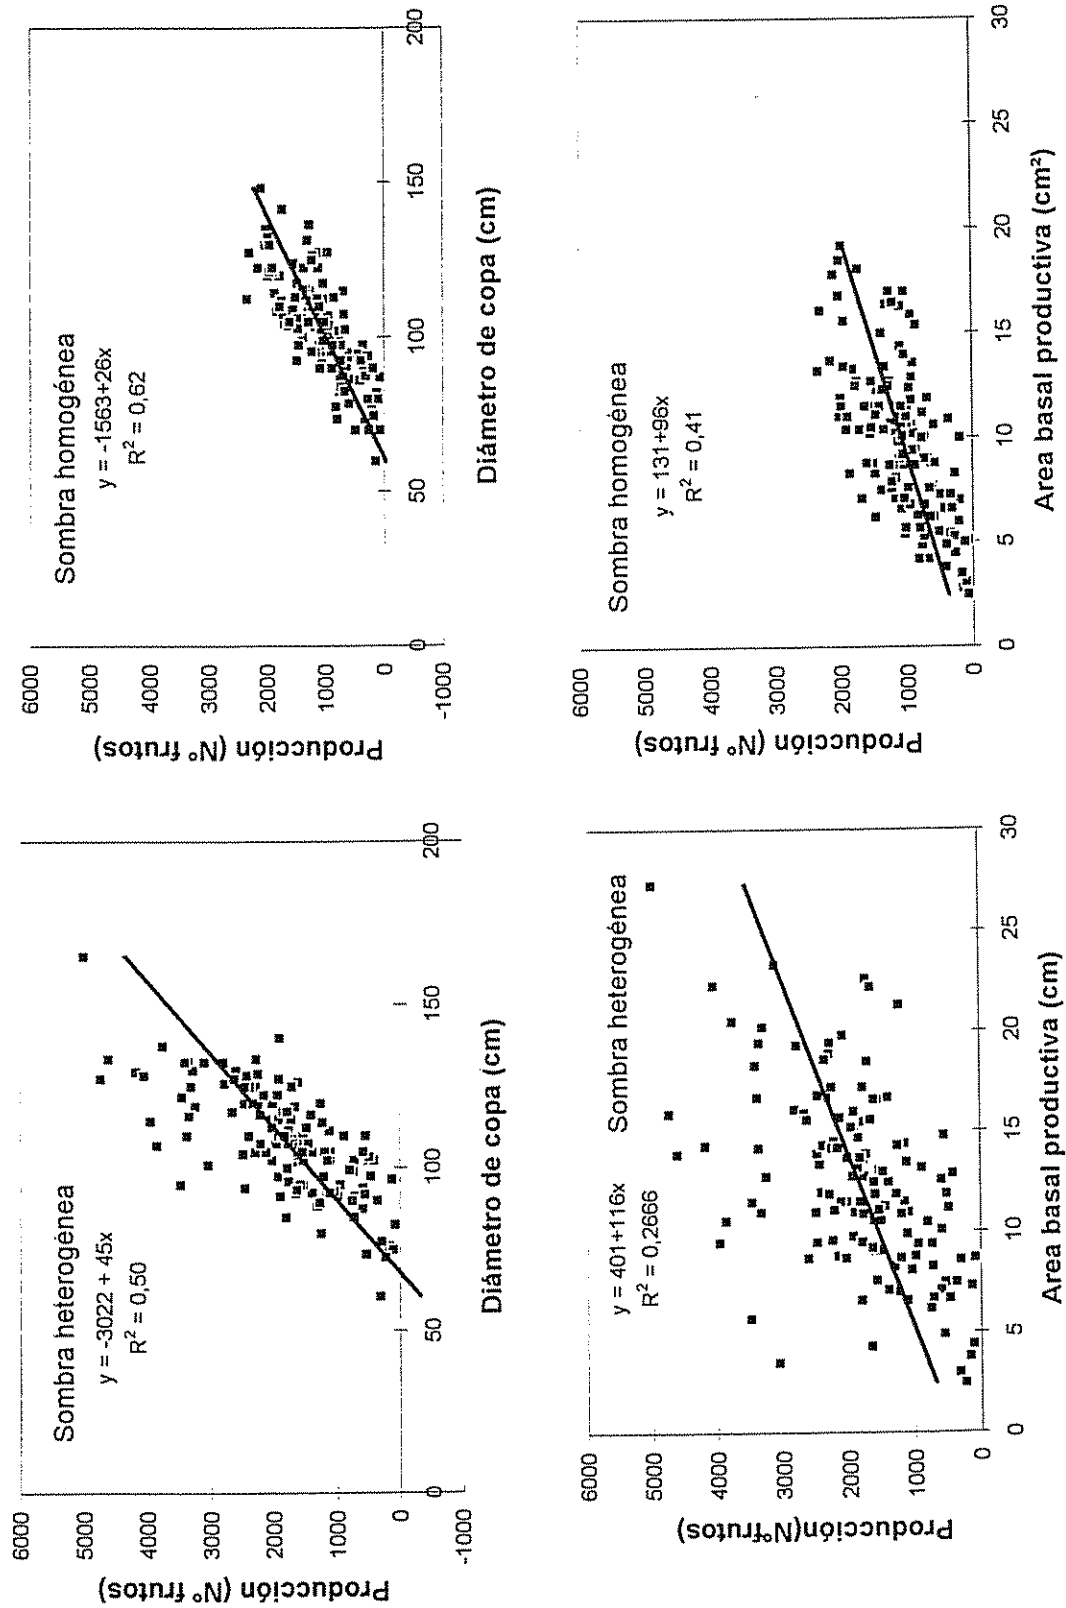 Sombra heterogénea
y = -3022 + 45x
R² = 0,50
Producción (N° frutos)
6000
5000
4000
3000
2000
1000
0
-1000
0
50
100
150
200
Diámetro de copa (cm)
Sombra homogénea
y = -1563+26x
R² = 0,62
Producción (N° frutos)
6000
5000
4000
3000
2000
1000
0
-1000
0
50
100
150
200
Diámetro de copa (cm)
y = 401+116x
R² = 0,2666
Sombra heterogénea
Producción(N°frutos)
6000
5000
4000
3000
2000
1000
0
0
5
10
15
20
25
30
Area basal productiva (cm)
Sombra homogénea
y = 131+96x
R² = 0,41
Producción (N° frutos)
6000
5000
4000
3000
2000
1000
0
0
5
10
15
20
25
30
Area basal productiva (cm²)